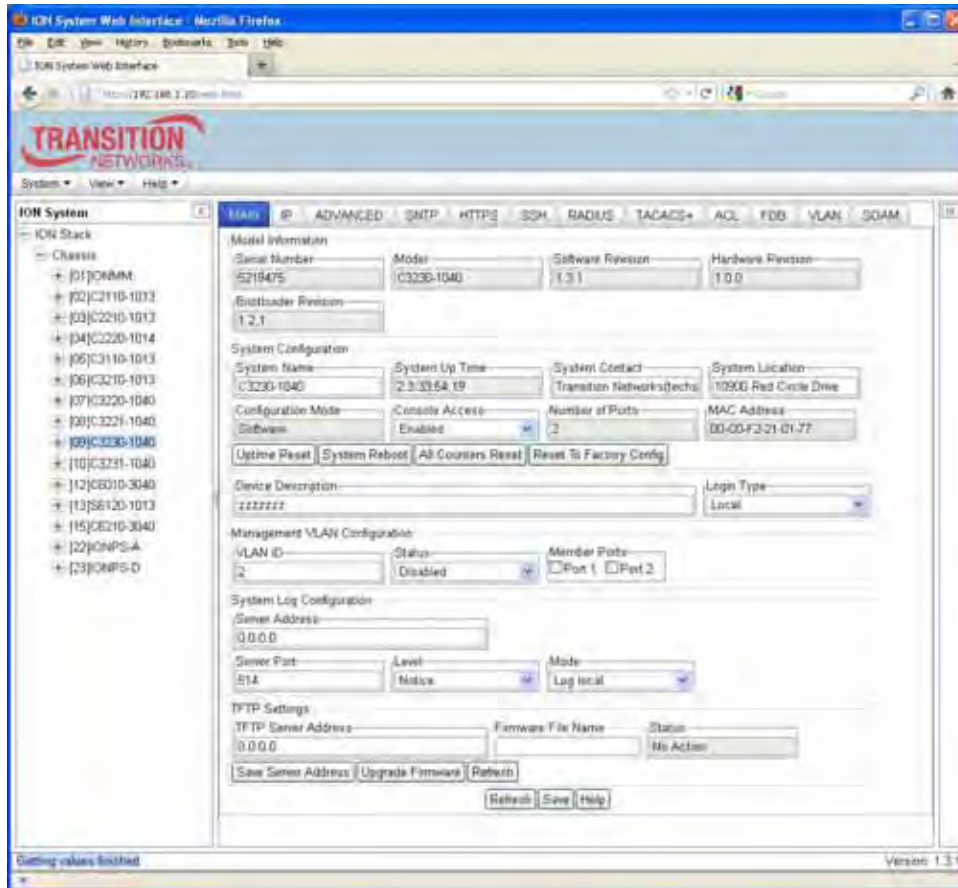 ION System Web Interface - Mozilla Firefox
File Edit View History Bookmarks Tools Help
ION System Web Interface
192.168.1.10
TRANSITION
NETWORKS
System View Help
ION System
ION Stack
Chassis
[01]IONMM
[02]C2110-1013
[03]C2210-1013
[04]C2220-1014
[05]C3110-1013
[06]C3210-1013
[07]C3220-1040
[08]C3221-1040
[09]C3230-1040
[10]C3231-1040
[12]C6010-3040
[13]S6120-1013
[15]C6210-3040
[22]IONPS-A
[23]IONPS-D
MAIN IP ADVANCED SNTP HTTPS SSH RADIUS TACACS+ ACL FDB VLAN SOAM
Model Information
Serial Number Model Software Revision Hardware Revision
5219475 C3230-1040 1.3.1 1.0.0
Bootloader Revision
1.2.1
System Configuration
System Name System Up Time System Contact System Location
C3230-1040 2:3:33:54.19 Transition Networks(techs 10900 Red Circle Drive
Configuration Mode Console Access Number of Ports MAC Address
Software Enabled 2 00-C0-F2-21-01-77
Uptime Reset System Reboot All Counters Reset Reset To Factory Config
Device Description Login Type
zzzzzzz Local
Management VLAN Configuration
VLAN ID Status Member Ports
2 Disabled Port 1 Port 2
System Log Configuration
Server Address
0.0.0.0
Server Port Level Mode
514 Notice Log local
TFTP Settings
TFTP Server Address Firmware File Name Status
0.0.0.0 No Action
Save Server Address Upgrade Firmware Refresh
Refresh Save Help
Getting values finished Version: 1.3.1